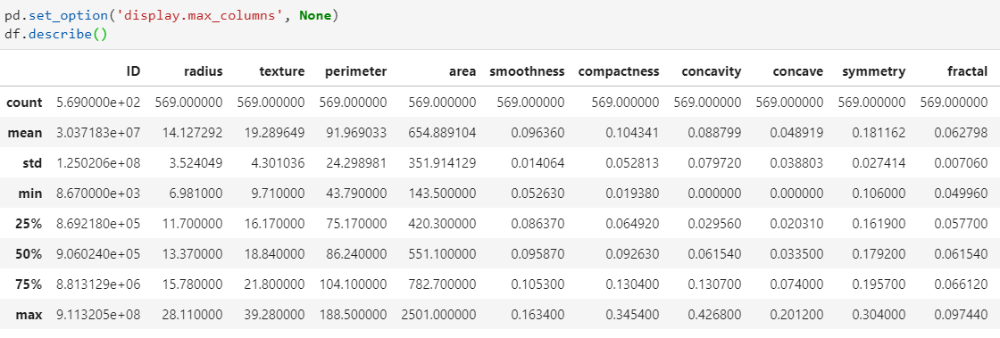 pd.set_option('display.max_columns', None)
df.describe()
ID radius texture perimeter area smoothness compactness concavity concave symmetry fractal
count 5.690000e+02 569.000000 569.000000 569.000000 569.000000 569.000000 569.000000 569.000000 569.000000 569.000000 569.000000
mean 3.037183e+07 14.127292 19.289649 91.969033 654.889104 0.096360 0.104341 0.088799 0.048919 0.181162 0.062798
std 1.250206e+08 3.524049 4.301036 24.298981 351.914129 0.014064 0.052813 0.079720 0.038803 0.027414 0.007060
min 8.670000e+03 6.981000 9.710000 43.790000 143.500000 0.052630 0.019380 0.000000 0.000000 0.106000 0.049960
25% 8.692180e+05 11.700000 16.170000 75.170000 420.300000 0.086370 0.064920 0.029560 0.020310 0.161900 0.057700
50% 9.060240e+05 13.370000 18.840000 86.240000 551.100000 0.095870 0.092630 0.061540 0.033500 0.179200 0.061540
75% 8.813129e+06 15.780000 21.800000 104.100000 782.700000 0.105300 0.130400 0.130700 0.074000 0.195700 0.066120
max 9.113205e+08 28.110000 39.280000 188.500000 2501.000000 0.163400 0.345400 0.426800 0.201200 0.304000 0.097440